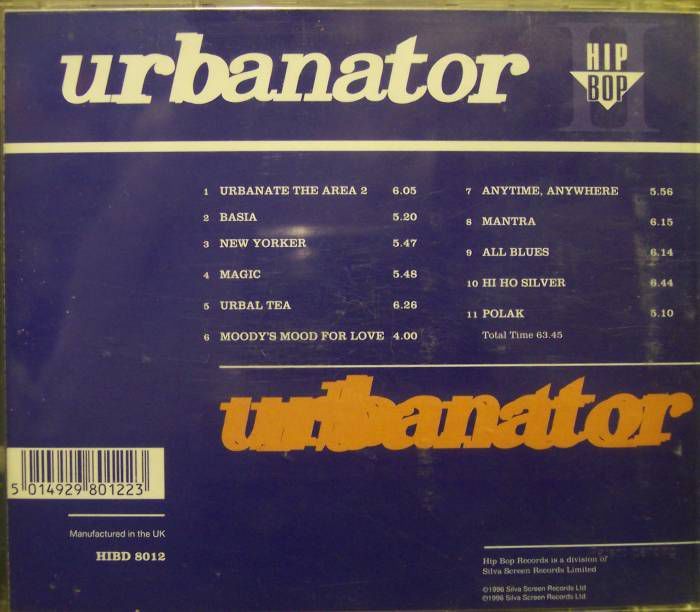 urbanator
II
HIP
BOP
1 URBANATE THE AREA 2 6.05
2 BASIA 5.20
3 NEW YORKER 5.47
4 MAGIC 5.48
5 URBAL TEA 6.26
6 MOODY'S MOOD FOR LOVE 4.00
7 ANYTIME, ANYWHERE 5.56
8 MANTRA 6.15
9 ALL BLUES 6.14
10 HI HO SILVER 6.44
11 POLAK 5.10
Total Time 63.45
urbanator
5 014929 801223
Manufactured in the UK
HIBD 8012
Hip Bop Records is a division of
Silva Screen Records Limited
©1996 Silva Screen Records Ltd
©1996 Silva Screen Records Ltd